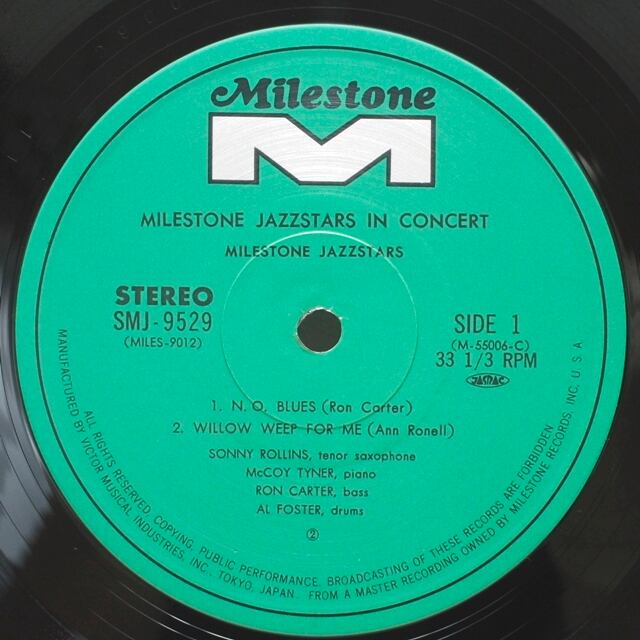 Milestone
M
MILESTONE JAZZSTARS IN CONCERT
MILESTONE JAZZSTARS
STEREO
SMJ-9529
(MILES-9012)
SIDE 1
(M-55006-C)
33 1/3 RPM
JASRAC
1. N.O. BLUES (Ron Carter)
2. WILLOW WEEP FOR ME (Ann Ronell)
SONNY ROLLINS, tenor saxophone
McCOY TYNER, piano
RON CARTER, bass
AL FOSTER, drums
②
ALL RIGHTS RESERVED. COPYING, PUBLIC PERFORMANCE, BROADCASTING OF THESE RECORDS ARE FORBIDDEN
MANUFACTURED BY VICTOR MUSICAL INDUSTRIES, INC., TOKYO, JAPAN. FROM A MASTER RECORDING OWNED BY MILESTONE RECORDS, INC, U.S.A.